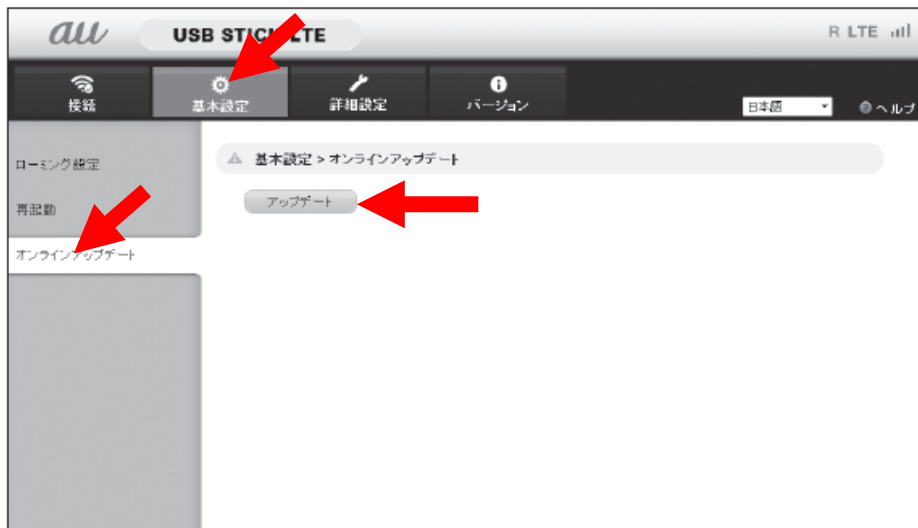 au USB STICK LTE R LTE
接続 基本設定 詳細設定 バージョン 日本語 ヘルプ
基本設定 > オンラインアップデート
ローミング設定
アップデート
再起動
オンラインアップデート